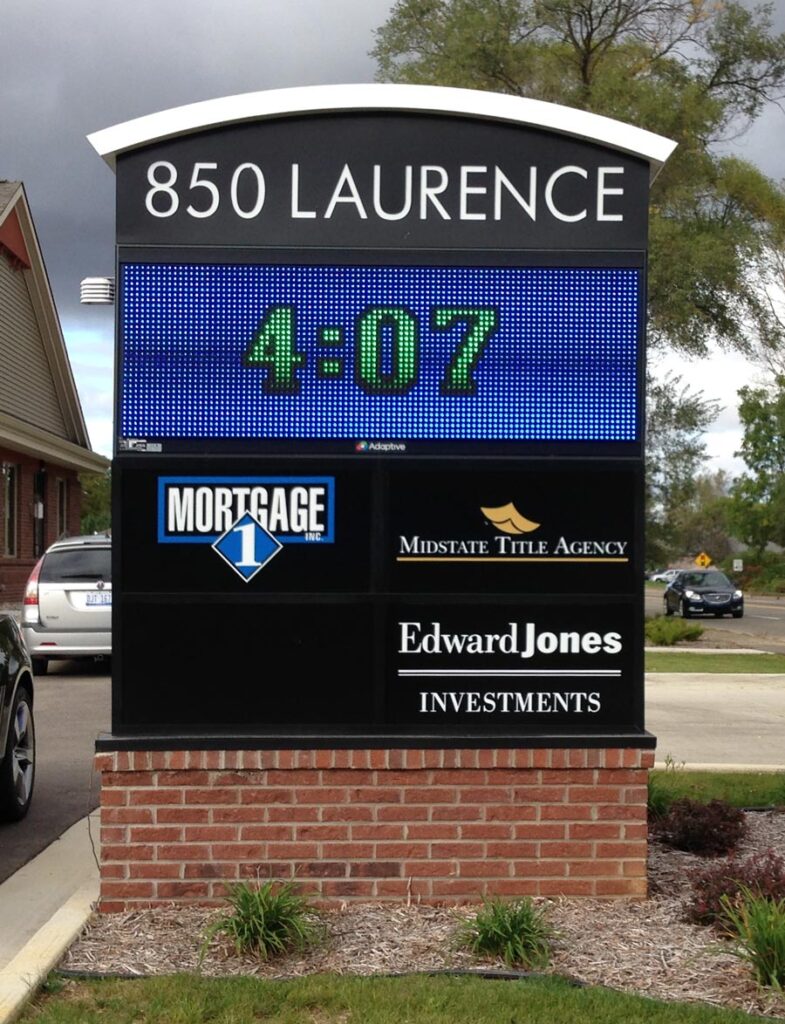 850 LAURENCE
4:07
Adaptive
MORTGAGE
1
INC.
MIDSTATE TITLE AGENCY
Edward Jones
INVESTMENTS